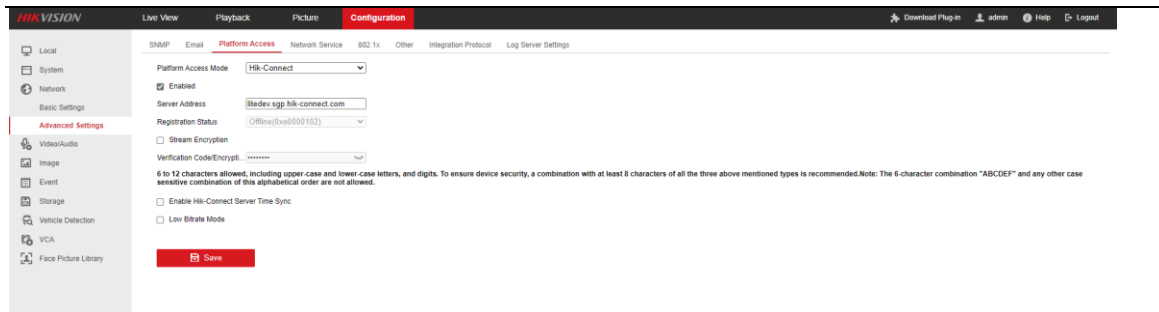 HIKVISION Live View Playback Picture Configuration Download Plug-in admin Help Logout
Local
System
Network
Basic Settings
Advanced Settings
Video/Audio
Image
Event
Storage
Vehicle Detection
VCA
Face Picture Library
SNMP Email Platform Access Network Service 802.1x Other Integration Protocol Log Server Settings
Platform Access Mode Hik-Connect
Enabled
Server Address litedev.sgp.hik-connect.com
Registration Status Offline(0xe0000102)
Stream Encryption
Verification Code/Encrypti... ••••••••
6 to 12 characters allowed, including upper-case and lower-case letters, and digits. To ensure device security, a combination with at least 8 characters of all the three above mentioned types is recommended.Note: The 6-character combination "ABCDEF" and any other case
sensitive combination of this alphabetical order are not allowed.
Enable Hik-Connect Server Time Sync
Low Bitrate Mode
Save